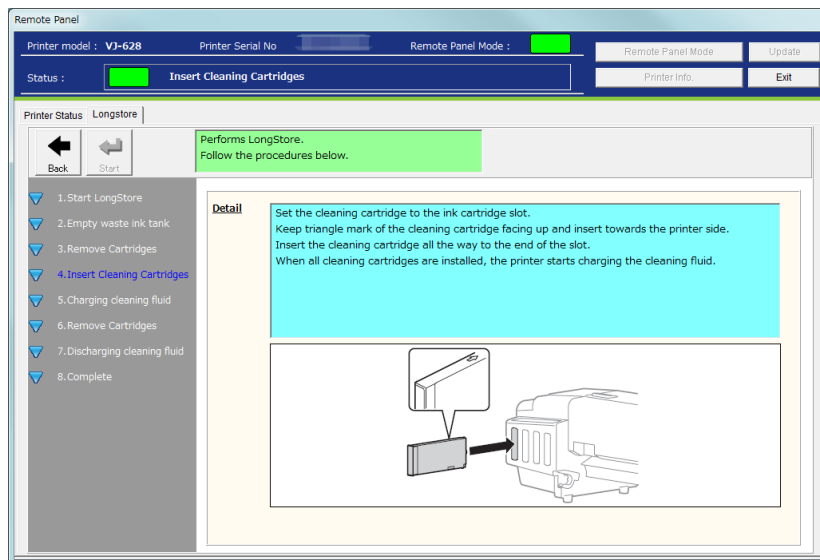 Remote Panel
Printer model : VJ-628 Printer Serial No Remote Panel Mode :
Remote Panel Mode Update
Status : Insert Cleaning Cartridges
Printer Info. Exit
Printer Status Longstore
Back Start
Performs LongStore.
Follow the procedures below.
1.Start LongStore
2.Empty waste ink tank
3.Remove Cartridges
4.Insert Cleaning Cartridges
5.Charging cleaning fluid
6.Remove Cartridges
7.Discharging cleaning fluid
8.Complete
Detail
Set the cleaning cartridge to the ink cartridge slot.
Keep triangle mark of the cleaning cartridge facing up and insert towards the printer side.
Insert the cleaning cartridge all the way to the end of the slot.
When all cleaning cartridges are installed, the printer starts charging the cleaning fluid.